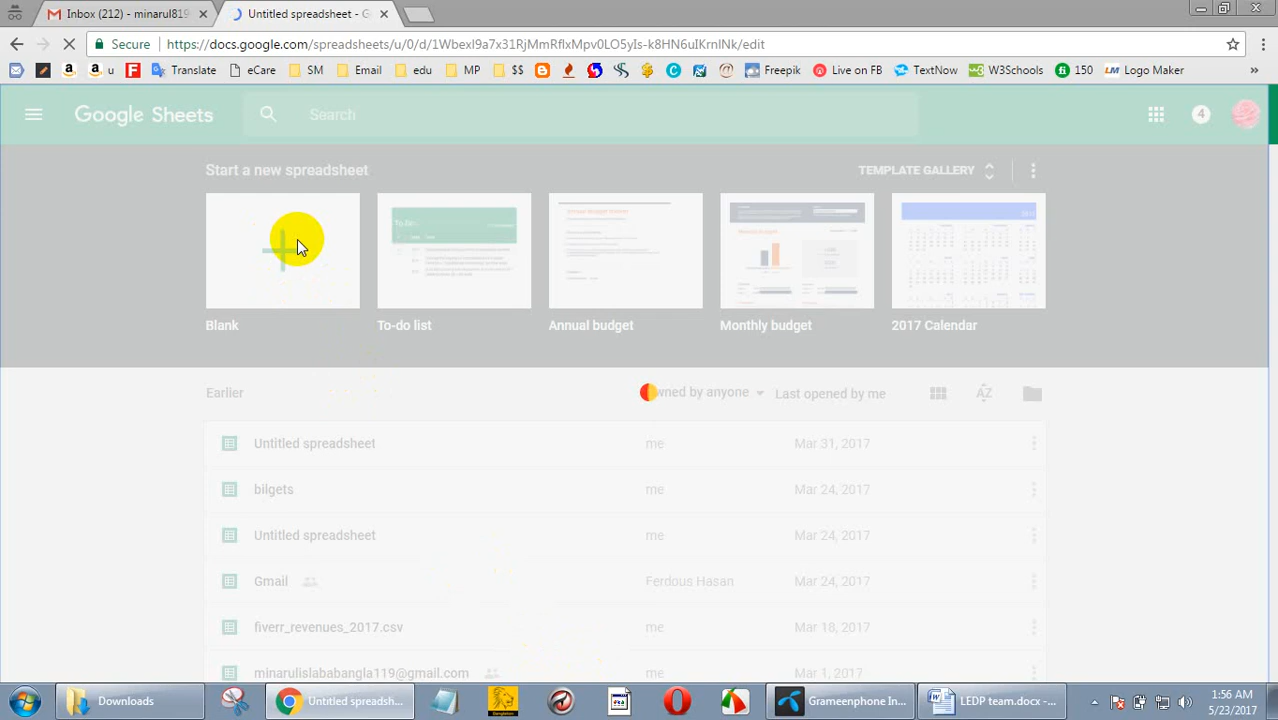 Inbox (212) - minarul819
Untitled spreadsheet - G
Secure
https://docs.google.com/spreadsheets/u/0/d/1Wbexl9a7x31RjMmRflxMpv0LO5yIs-k8HN6uIKrnlNk/edit
Translate
eCare
SM
Email
edu
MP
$$
Freepik
Live on FB
TextNow
W3Schools
150
Logo Maker
Google Sheets
Search
4
Start a new spreadsheet
TEMPLATE GALLERY
Blank
To-do list
Annual budget
Monthly budget
2017 Calendar
Earlier
wned by anyone
Last opened by me
Untitled spreadsheet me Mar 31, 2017
bilgets me Mar 24, 2017
Untitled spreadsheet me Mar 24, 2017
Gmail Ferdous Hasan Mar 24, 2017
fiverr_revenues_2017.csv me Mar 18, 2017
minarulislababangla119@gmail.com me Mar 1, 2017
Downloads
Untitled spreadsh...
Grameenphone In...
LEDP team.docx -...
1:56 AM
5/23/2017